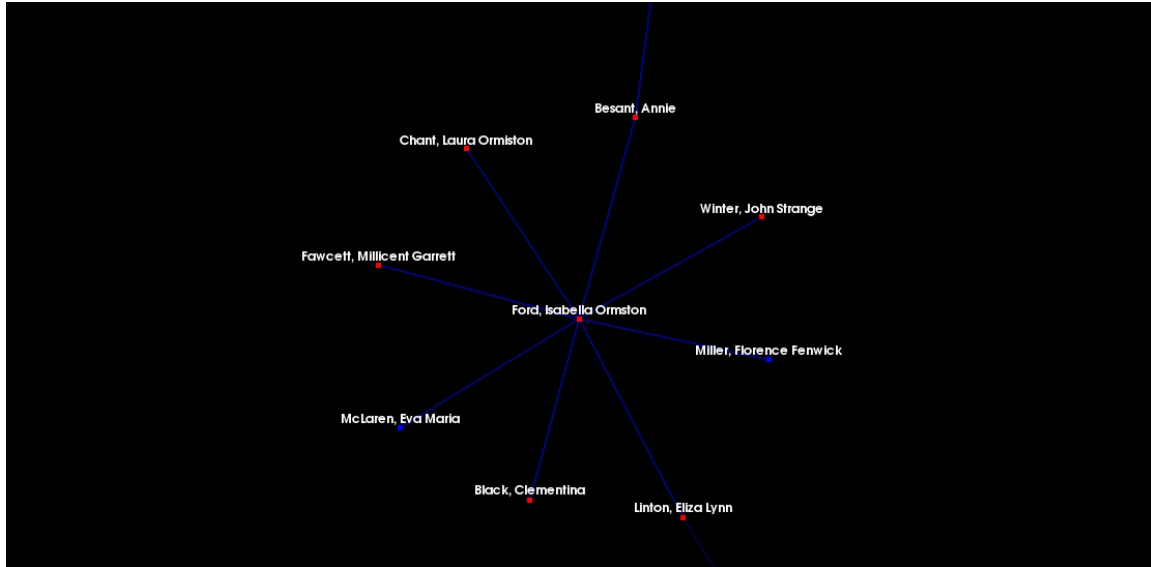 Besant, Annie
Chant, Laura Ormiston
Winter, John Strange
Fawcett, Millicent Garrett
Ford, Isabella Ormston
Miller, Florence Fenwick
McLaren, Eva Maria
Black, Clementina
Linton, Eliza Lynn